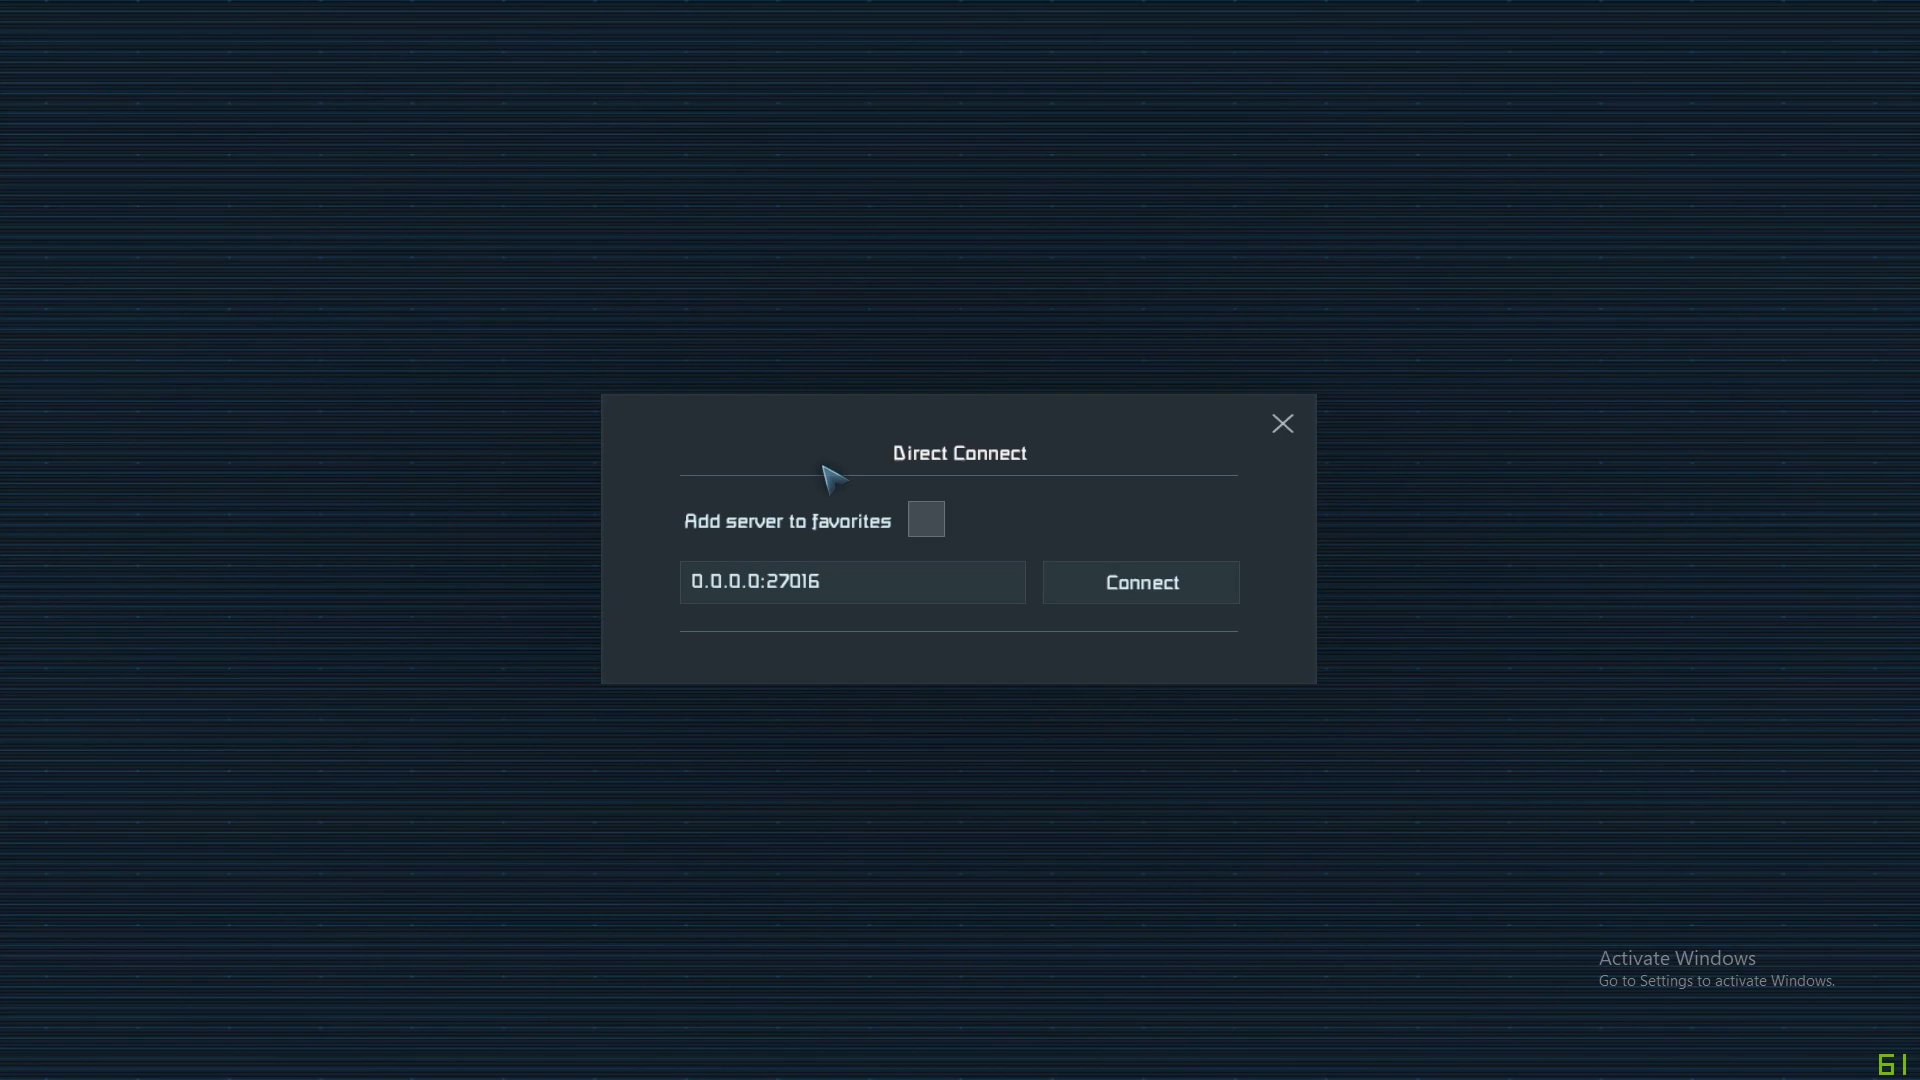 Direct Connect
Add server to favorites
0.0.0.0:27016
Connect
Activate Windows
Go to Settings to activate Windows.
61